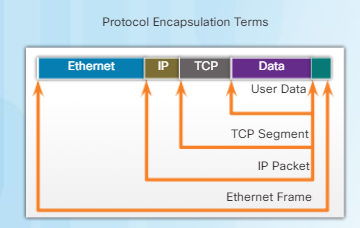 Protocol Encapsulation Terms
Ethernet IP TCP Data
User Data
TCP Segment
IP Packet
Ethernet Frame